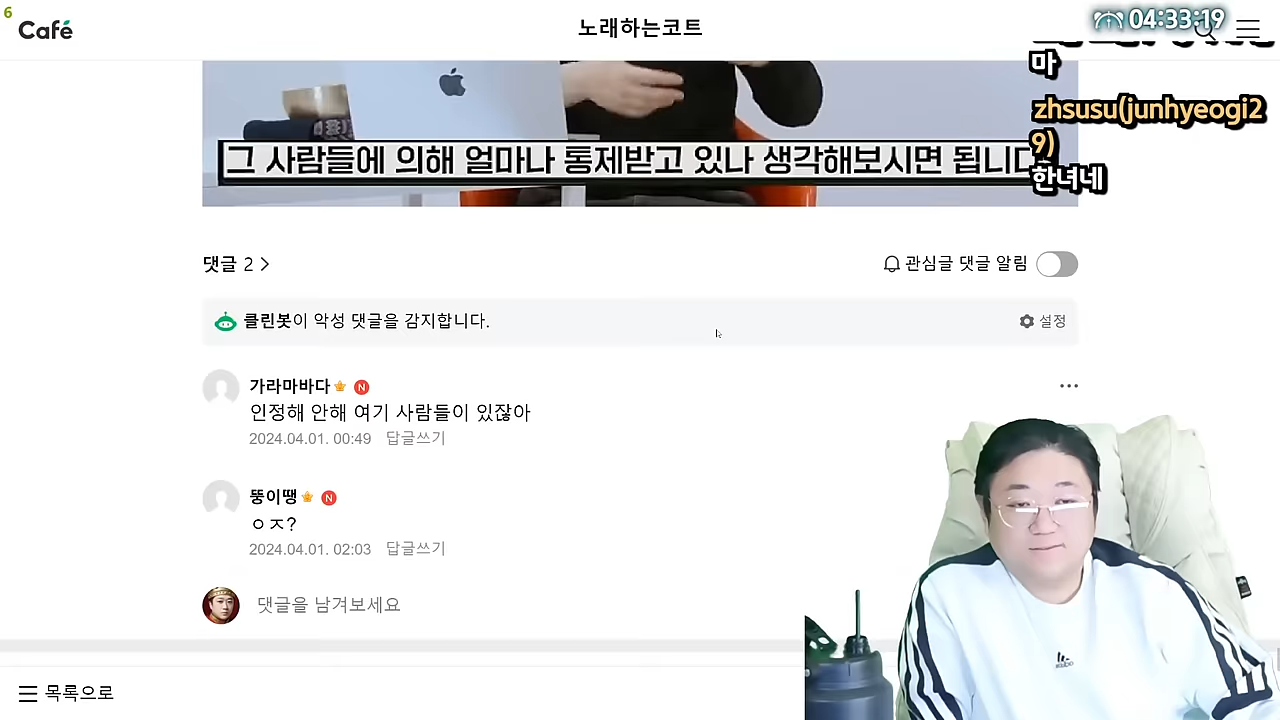 6
Café
노래하는코트
04:33:19
마
zhsusu(junhyeogi2
9)
한녀네
그 사람들에 의해 얼마나 통제받고 있나 생각해보시면 됩니다
댓글 2
관심글 댓글 알림
클린봇이 악성 댓글을 감지합니다.
설정
가라마바다 N
인정해 안해 여기 사람들이 있잖아
2024.04.01. 00:49 답글쓰기
뚱이땡 N
ㅇㅈ?
2024.04.01. 02:03 답글쓰기
댓글을 남겨보세요
목록으로